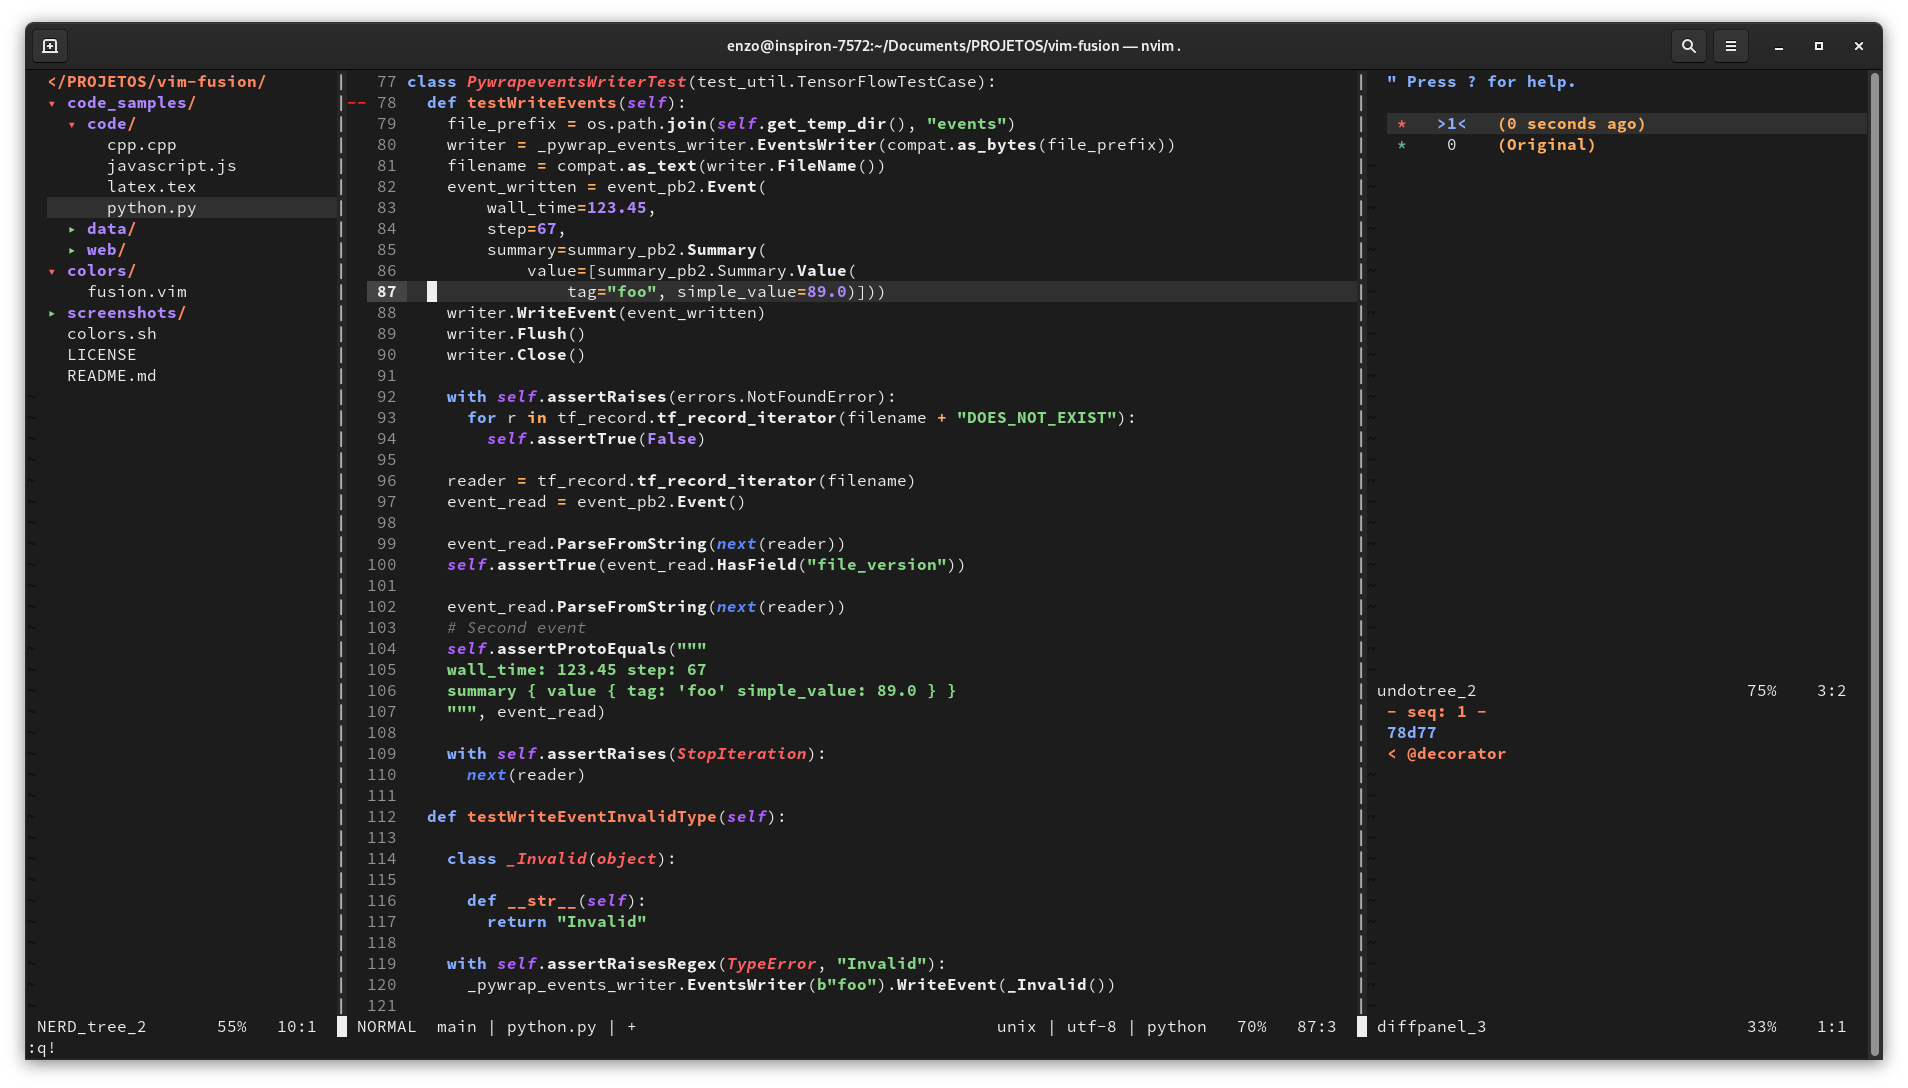 enzo@inspiron-7572:~/Documents/PROJETOS/vim-fusion — nvim .
</PROJETOS/vim-fusion/
▾ code_samples/
▾ code/
cpp.cpp
javascript.js
latex.tex
python.py
▸ data/
▸ web/
▾ colors/
fusion.vim
▸ screenshots/
colors.sh
LICENSE
README.md
NERD_tree_2 55% 10:1
77 class PywrapeventsWriterTest(test_util.TensorFlowTestCase):
-- 78 def testWriteEvents(self):
79 file_prefix = os.path.join(self.get_temp_dir(), "events")
80 writer = _pywrap_events_writer.EventsWriter(compat.as_bytes(file_prefix))
81 filename = compat.as_text(writer.FileName())
82 event_written = event_pb2.Event(
83 wall_time=123.45,
84 step=67,
85 summary=summary_pb2.Summary(
86 value=[summary_pb2.Summary.Value(
87 tag="foo", simple_value=89.0)]))
88 writer.WriteEvent(event_written)
89 writer.Flush()
90 writer.Close()
91
92 with self.assertRaises(errors.NotFoundError):
93 for r in tf_record.tf_record_iterator(filename + "DOES_NOT_EXIST"):
94 self.assertTrue(False)
95
96 reader = tf_record.tf_record_iterator(filename)
97 event_read = event_pb2.Event()
98
99 event_read.ParseFromString(next(reader))
100 self.assertTrue(event_read.HasField("file_version"))
101
102 event_read.ParseFromString(next(reader))
103 # Second event
104 self.assertProtoEquals("""
105 wall_time: 123.45 step: 67
106 summary { value { tag: 'foo' simple_value: 89.0 } }
107 """, event_read)
108
109 with self.assertRaises(StopIteration):
110 next(reader)
111
112 def testWriteEventInvalidType(self):
113
114 class _Invalid(object):
115
116 def __str__(self):
117 return "Invalid"
118
119 with self.assertRaisesRegex(TypeError, "Invalid"):
120 _pywrap_events_writer.EventsWriter(b"foo").WriteEvent(_Invalid())
121
NORMAL main | python.py | + unix | utf-8 | python 70% 87:3
" Press ? for help.
* >1< (0 seconds ago)
* 0 (Original)
undotree_2 75% 3:2
- seq: 1 -
78d77
< @decorator
diffpanel_3 33% 1:1
:q!